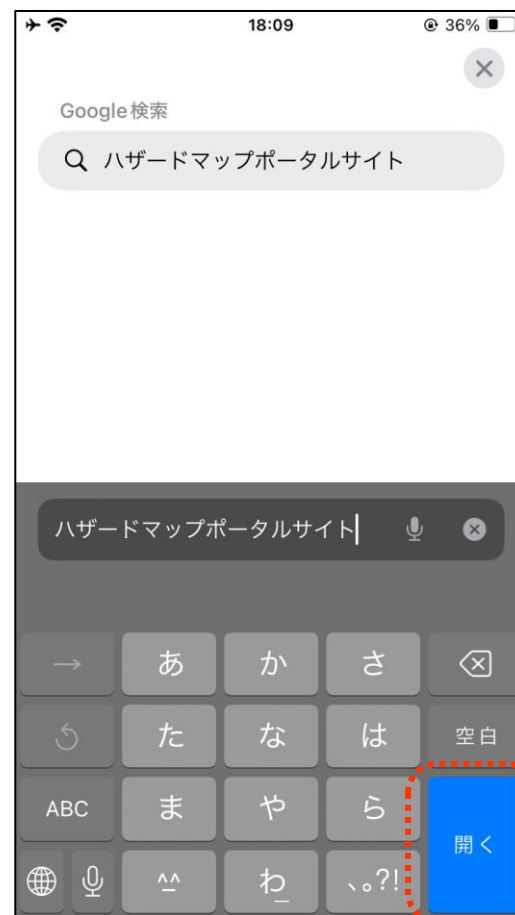 18:09
36%
Google検索
ハザードマップポータルサイト
ハザードマップポータルサイト
→ あ か さ
た な は 空白
ABC ま や ら 開く
^^ わ 、。?!